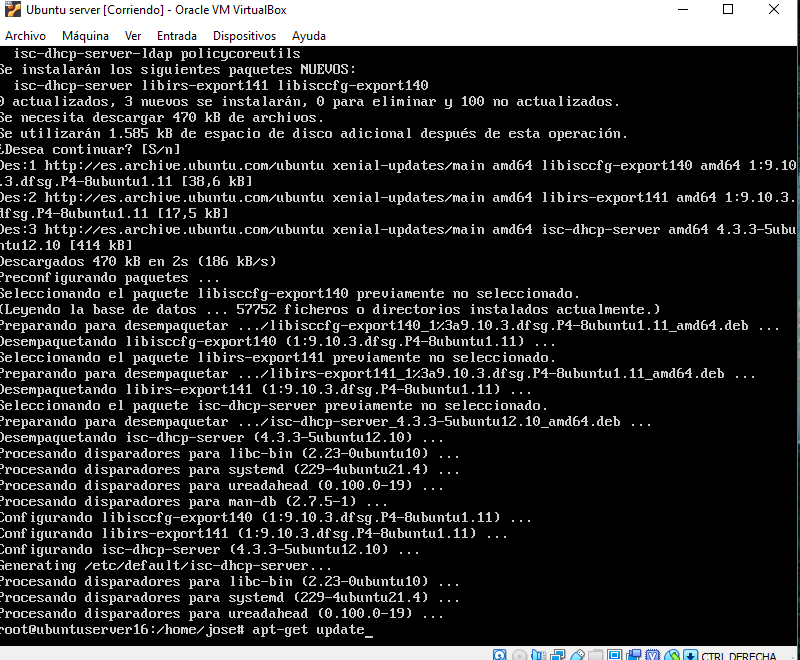 Ubuntu server [Corriendo] - Oracle VM VirtualBox
Archivo Máquina Ver Entrada Dispositivos Ayuda
isc-dhcp-server-ldap policycoreutils
Se instalarán los siguientes paquetes NUEVOS:
isc-dhcp-server libirs-export141 libisccfg-export140
0 actualizados, 3 nuevos se instalarán, 0 para eliminar y 100 no actualizados.
Se necesita descargar 470 kB de archivos.
Se utilizarán 1.585 kB de espacio de disco adicional después de esta operación.
¿Desea continuar? [S/n]
Des:1 http://es.archive.ubuntu.com/ubuntu xenial-updates/main amd64 libisccfg-export140 amd64 1:9.10
.3.dfsg.P4-8ubuntu1.11 [38,6 kB]
Des:2 http://es.archive.ubuntu.com/ubuntu xenial-updates/main amd64 libirs-export141 amd64 1:9.10.3.
dfsg.P4-8ubuntu1.11 [17,5 kB]
Des:3 http://es.archive.ubuntu.com/ubuntu xenial-updates/main amd64 isc-dhcp-server amd64 4.3.3-5ubu
ntu12.10 [414 kB]
Descargados 470 kB en 2s (186 kB/s)
Preconfigurando paquetes ...
Seleccionando el paquete libisccfg-export140 previamente no seleccionado.
(Leyendo la base de datos ... 57752 ficheros o directorios instalados actualmente.)
Preparando para desempaquetar .../libisccfg-export140_1%3a9.10.3.dfsg.P4-8ubuntu1.11_amd64.deb ...
Desempaquetando libisccfg-export140 (1:9.10.3.dfsg.P4-8ubuntu1.11) ...
Seleccionando el paquete libirs-export141 previamente no seleccionado.
Preparando para desempaquetar .../libirs-export141_1%3a9.10.3.dfsg.P4-8ubuntu1.11_amd64.deb ...
Desempaquetando libirs-export141 (1:9.10.3.dfsg.P4-8ubuntu1.11) ...
Seleccionando el paquete isc-dhcp-server previamente no seleccionado.
Preparando para desempaquetar .../isc-dhcp-server_4.3.3-5ubuntu12.10_amd64.deb ...
Desempaquetando isc-dhcp-server (4.3.3-5ubuntu12.10) ...
Procesando disparadores para libc-bin (2.23-0ubuntu10) ...
Procesando disparadores para systemd (229-4ubuntu21.4) ...
Procesando disparadores para ureadahead (0.100.0-19) ...
Procesando disparadores para man-db (2.7.5-1) ...
Configurando libisccfg-export140 (1:9.10.3.dfsg.P4-8ubuntu1.11) ...
Configurando libirs-export141 (1:9.10.3.dfsg.P4-8ubuntu1.11) ...
Configurando isc-dhcp-server (4.3.3-5ubuntu12.10) ...
Generating /etc/default/isc-dhcp-server...
Procesando disparadores para libc-bin (2.23-0ubuntu10) ...
Procesando disparadores para systemd (229-4ubuntu21.4) ...
Procesando disparadores para ureadahead (0.100.0-19) ...
root@ubuntuserver16:/home/jose# apt-get update_
CTRL DERECHA